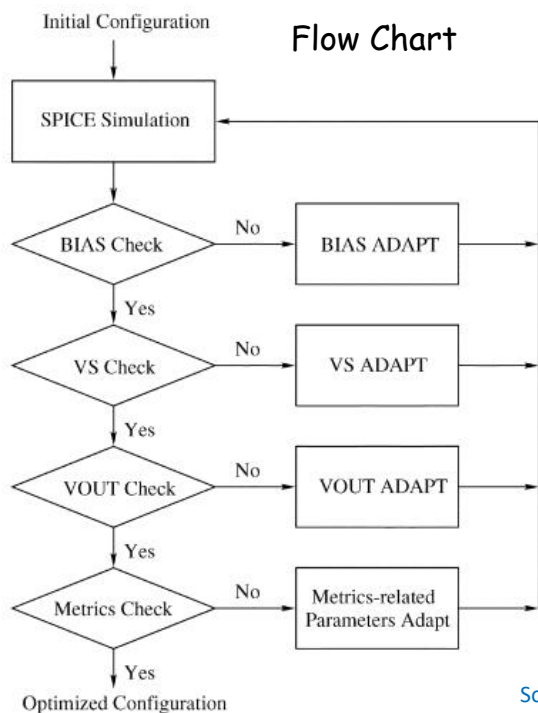 Initial Configuration
Flow Chart
SPICE Simulation
BIAS Check
No
BIAS ADAPT
Yes
VS Check
No
VS ADAPT
Yes
VOUT Check
No
VOUT ADAPT
Yes
Metrics Check
No
Metrics-related
Parameters Adapt
Yes
Optimized Configuration